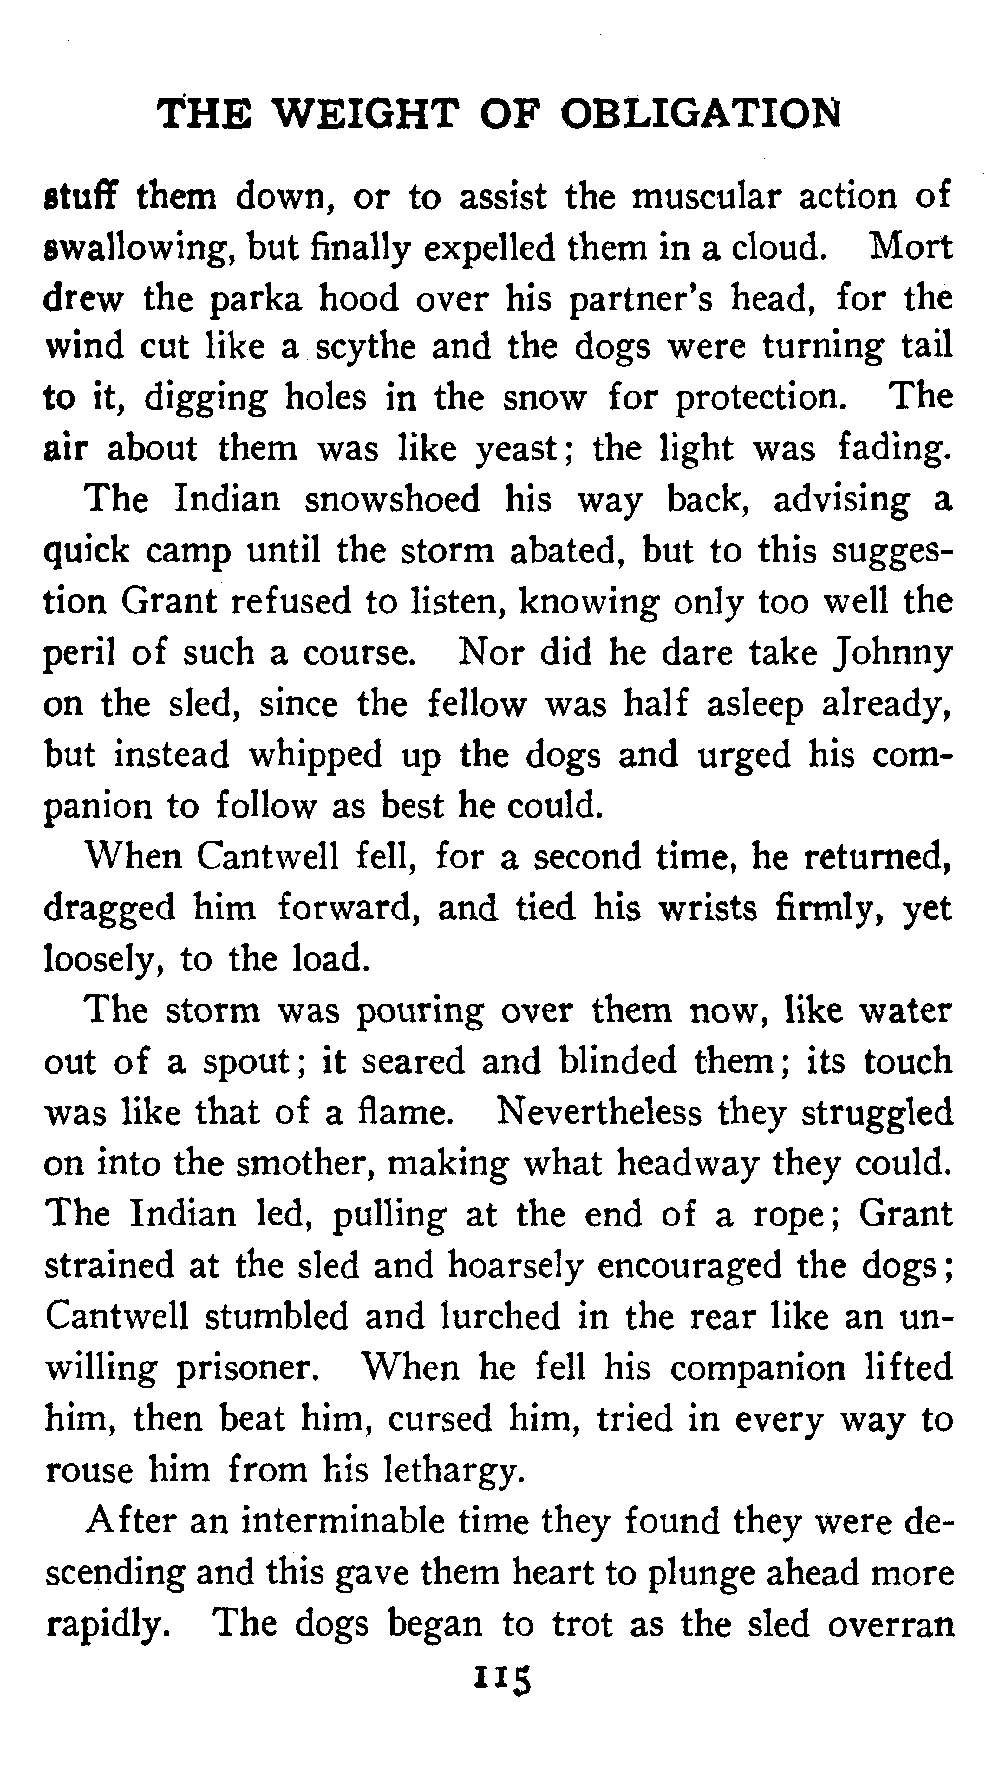 THE WEIGHT OF OBLIGATION
stuff them down, or to assist the muscular action of
swallowing, but finally expelled them in a cloud. Mort
drew the parka hood over his partner's head, for the
wind cut like a scythe and the dogs were turning tail
to it, digging holes in the snow for protection. The
air about them was like yeast; the light was fading.
The Indian snowshoed his way back, advising a
quick camp until the storm abated, but to this sugges-
tion Grant refused to listen, knowing only too well the
peril of such a course. Nor did he dare take Johnny
on the sled, since the fellow was half asleep already,
but instead whipped up the dogs and urged his com-
panion to follow as best he could.
When Cantwell fell, for a second time, he returned,
dragged him forward, and tied his wrists firmly, yet
loosely, to the load.
The storm was pouring over them now, like water
out of a spout; it seared and blinded them; its touch
was like that of a flame. Nevertheless they struggled
on into the smother, making what headway they could.
The Indian led, pulling at the end of a rope; Grant
strained at the sled and hoarsely encouraged the dogs;
Cantwell stumbled and lurched in the rear like an un-
willing prisoner. When he fell his companion lifted
him, then beat him, cursed him, tried in every way to
rouse him from his lethargy.
After an interminable time they found they were de-
scending and this gave them heart to plunge ahead more
rapidly. The dogs began to trot as the sled overran
115